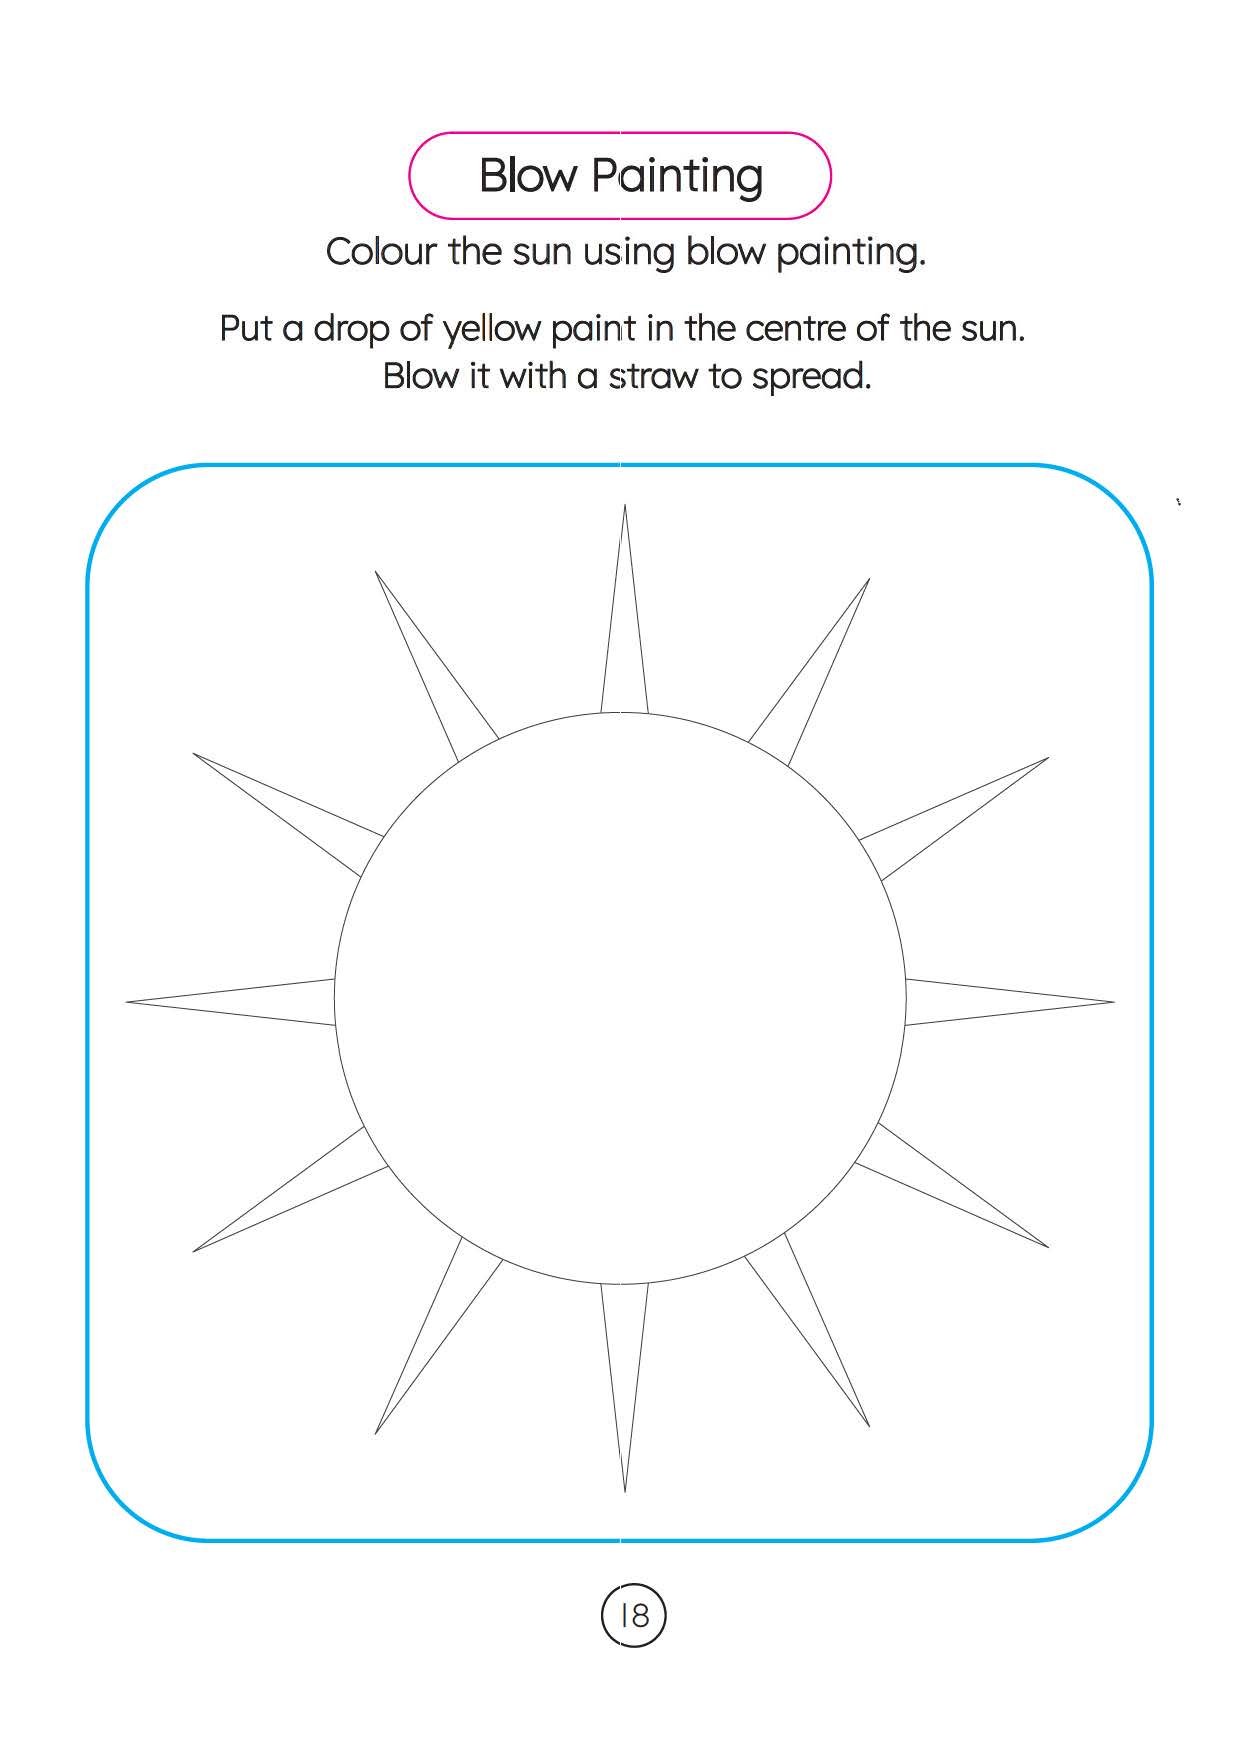 Blow Painting
Colour the sun using blow painting.
Put a drop of yellow paint in the centre of the sun.
Blow it with a straw to spread.
18